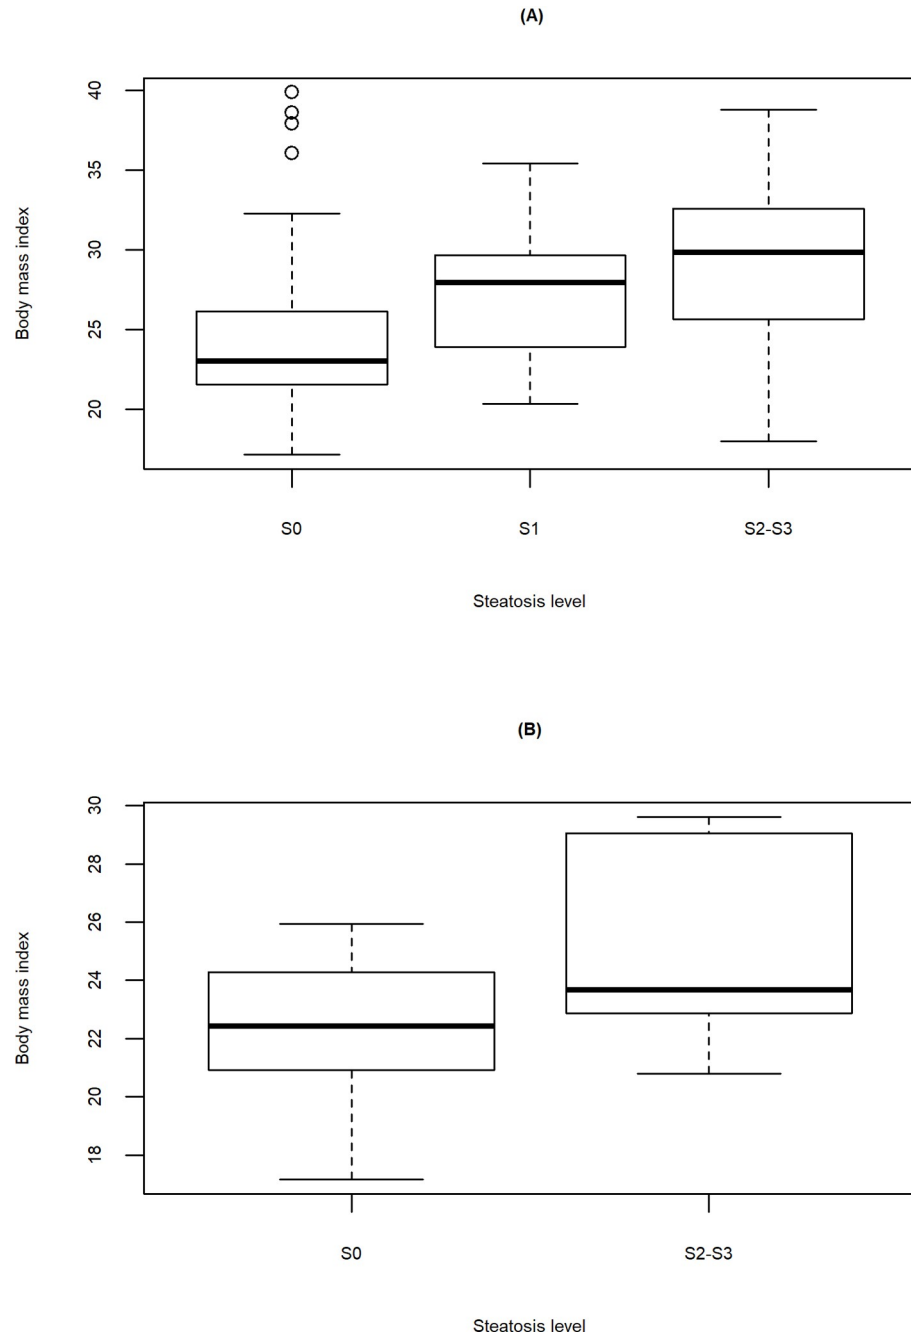 (A)
Body mass index
40
35
30
25
20
S0 S1 S2-S3
Steatosis level
(B)
Body mass index
30
28
26
24
22
20
18
S0 S2-S3
Steatosis level